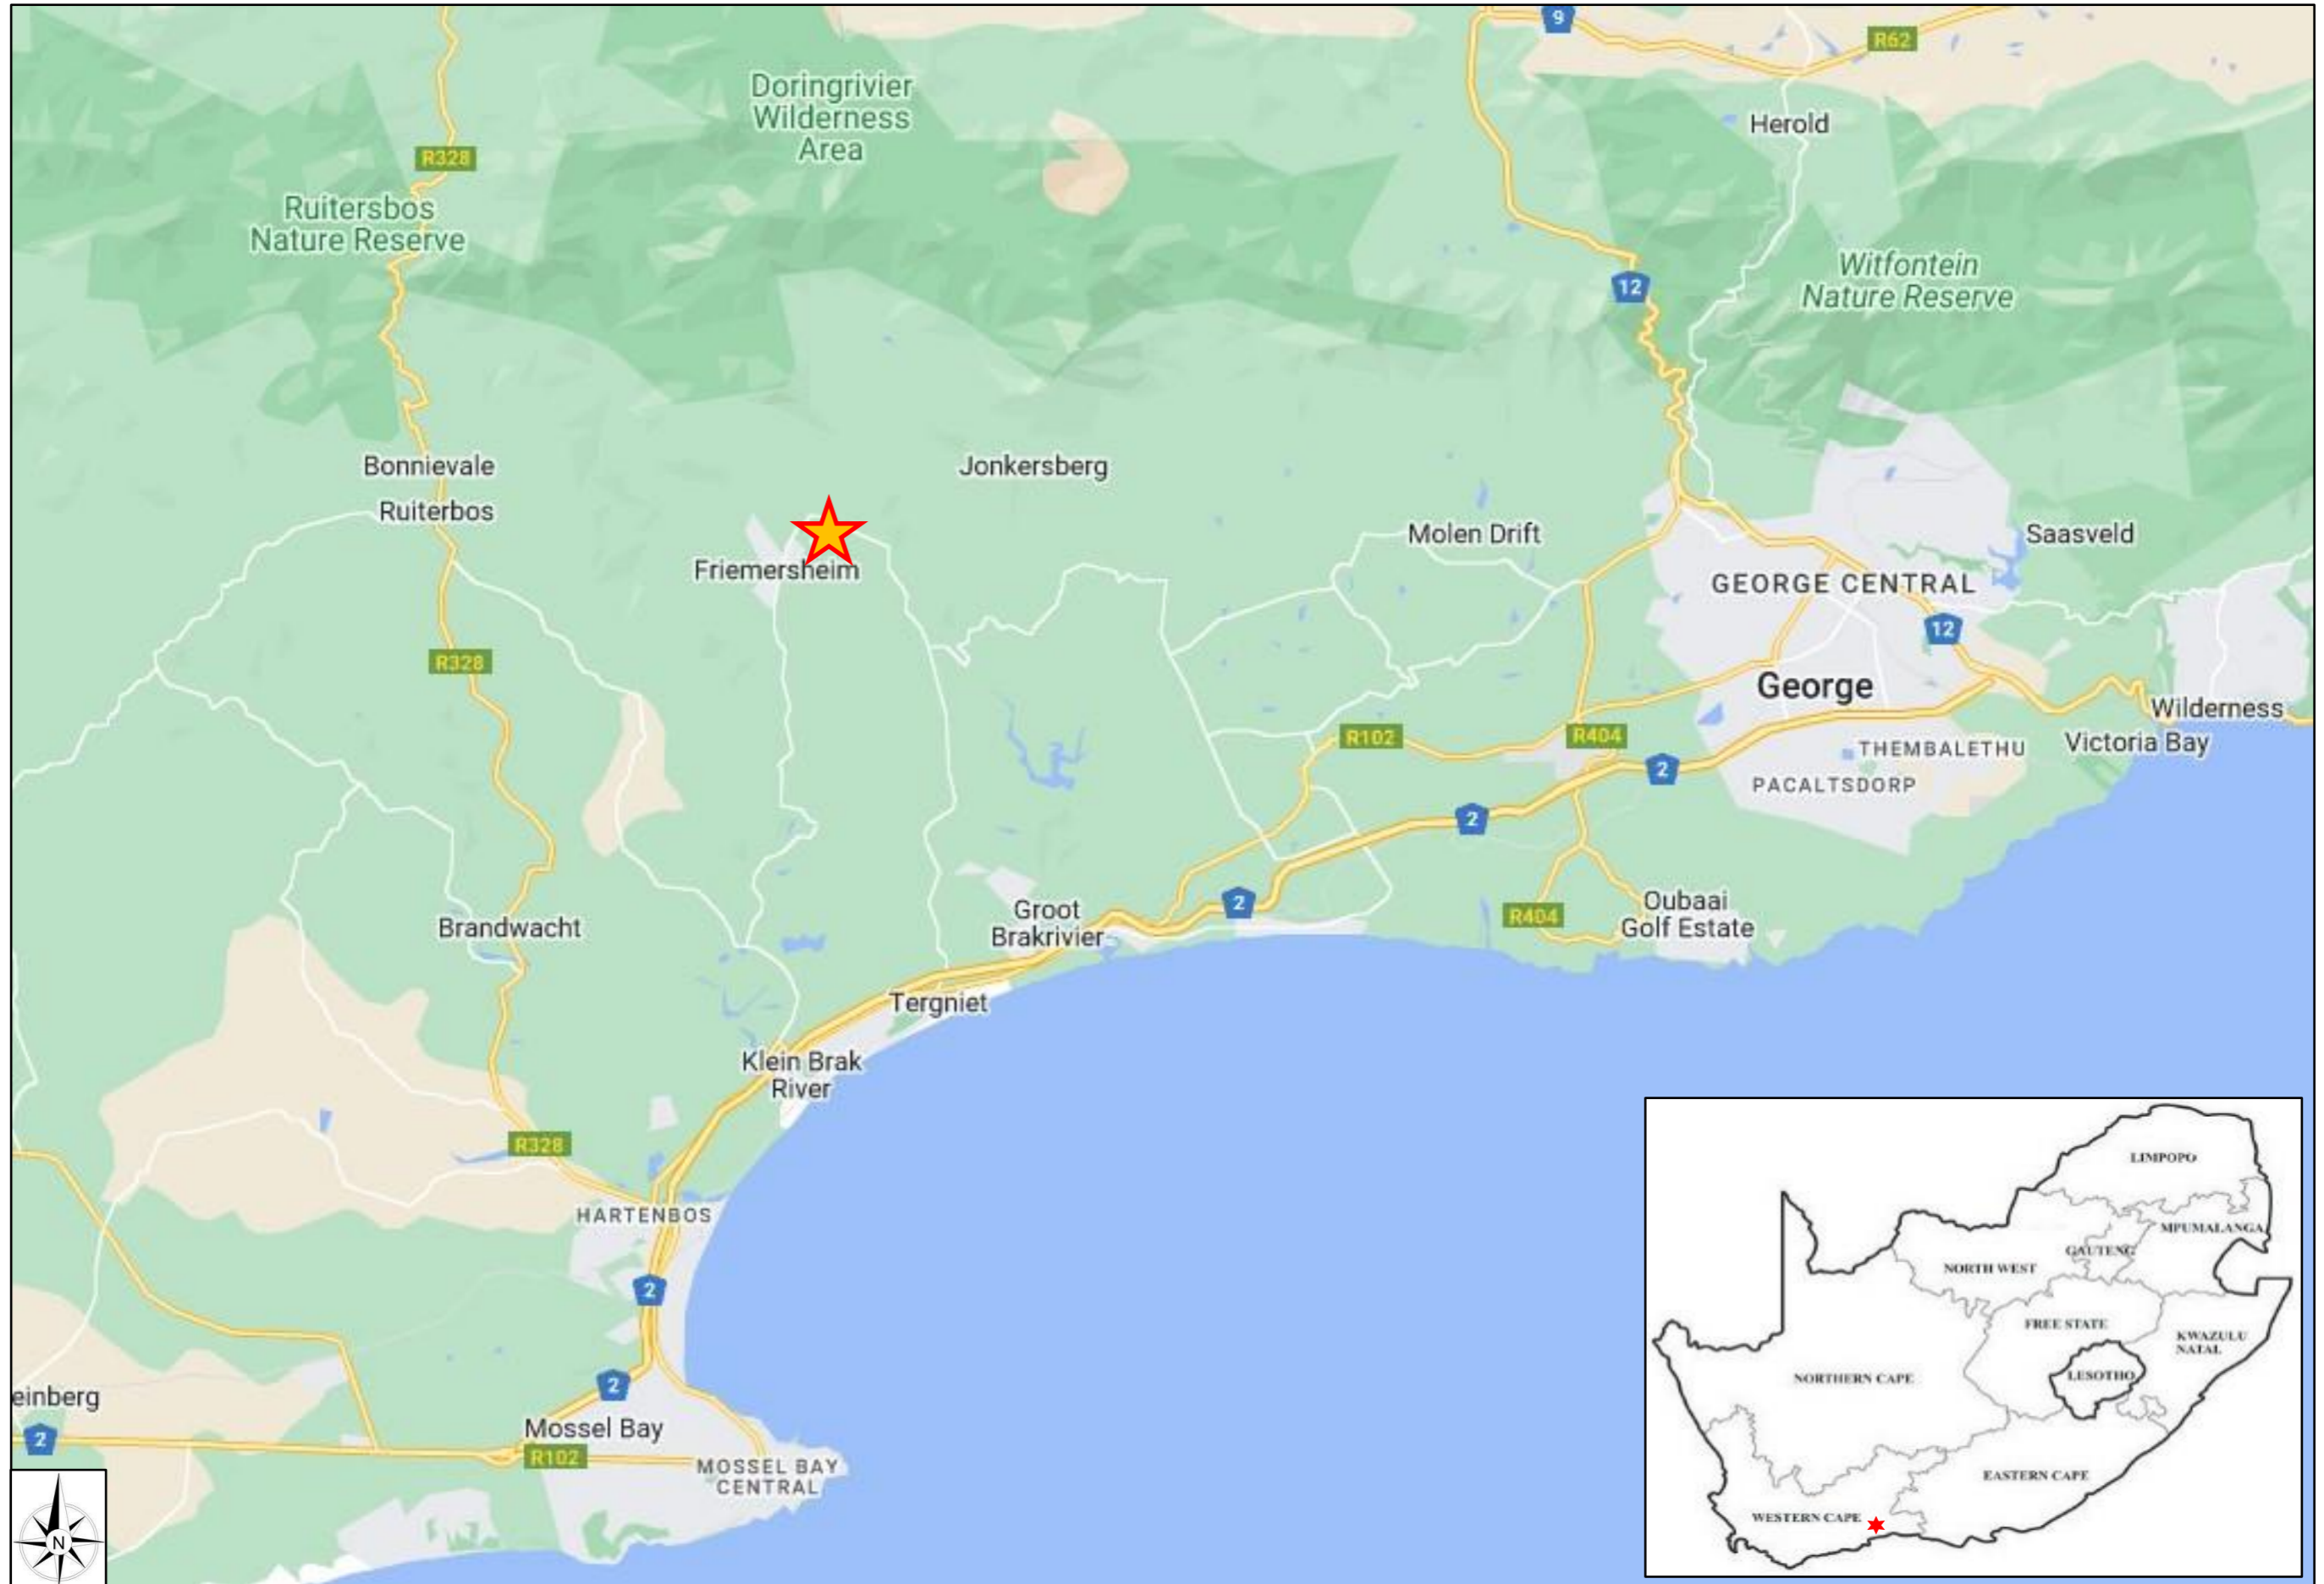 9
R62
Doringrivier
Wilderness
Area
Herold
R328
Ruitersbos
Nature Reserve
Witfontein
Nature Reserve
12
Bonnievale
Jonkersberg
Ruiterbos
Molen Drift
Saasveld
Friemersheim
GEORGE CENTRAL
12
R328
George
Wilderness
R102
R404
Victoria Bay
THEMBALETHU
2
PACALTSDORP
2
2
Groot
Brakrivier
Oubaai
Golf Estate
R404
Brandwacht
Tergniet
Klein Brak
River
R328
HARTENBOS
2
2
einberg
2
Mossel Bay
R102
MOSSEL BAY
CENTRAL
N
LIMPOPO
MPUMALANGA
GAUTENG
NORTH WEST
FREE STATE
KWAZULU
NATAL
LESOTHO
NORTHERN CAPE
EASTERN CAPE
WESTERN CAPE